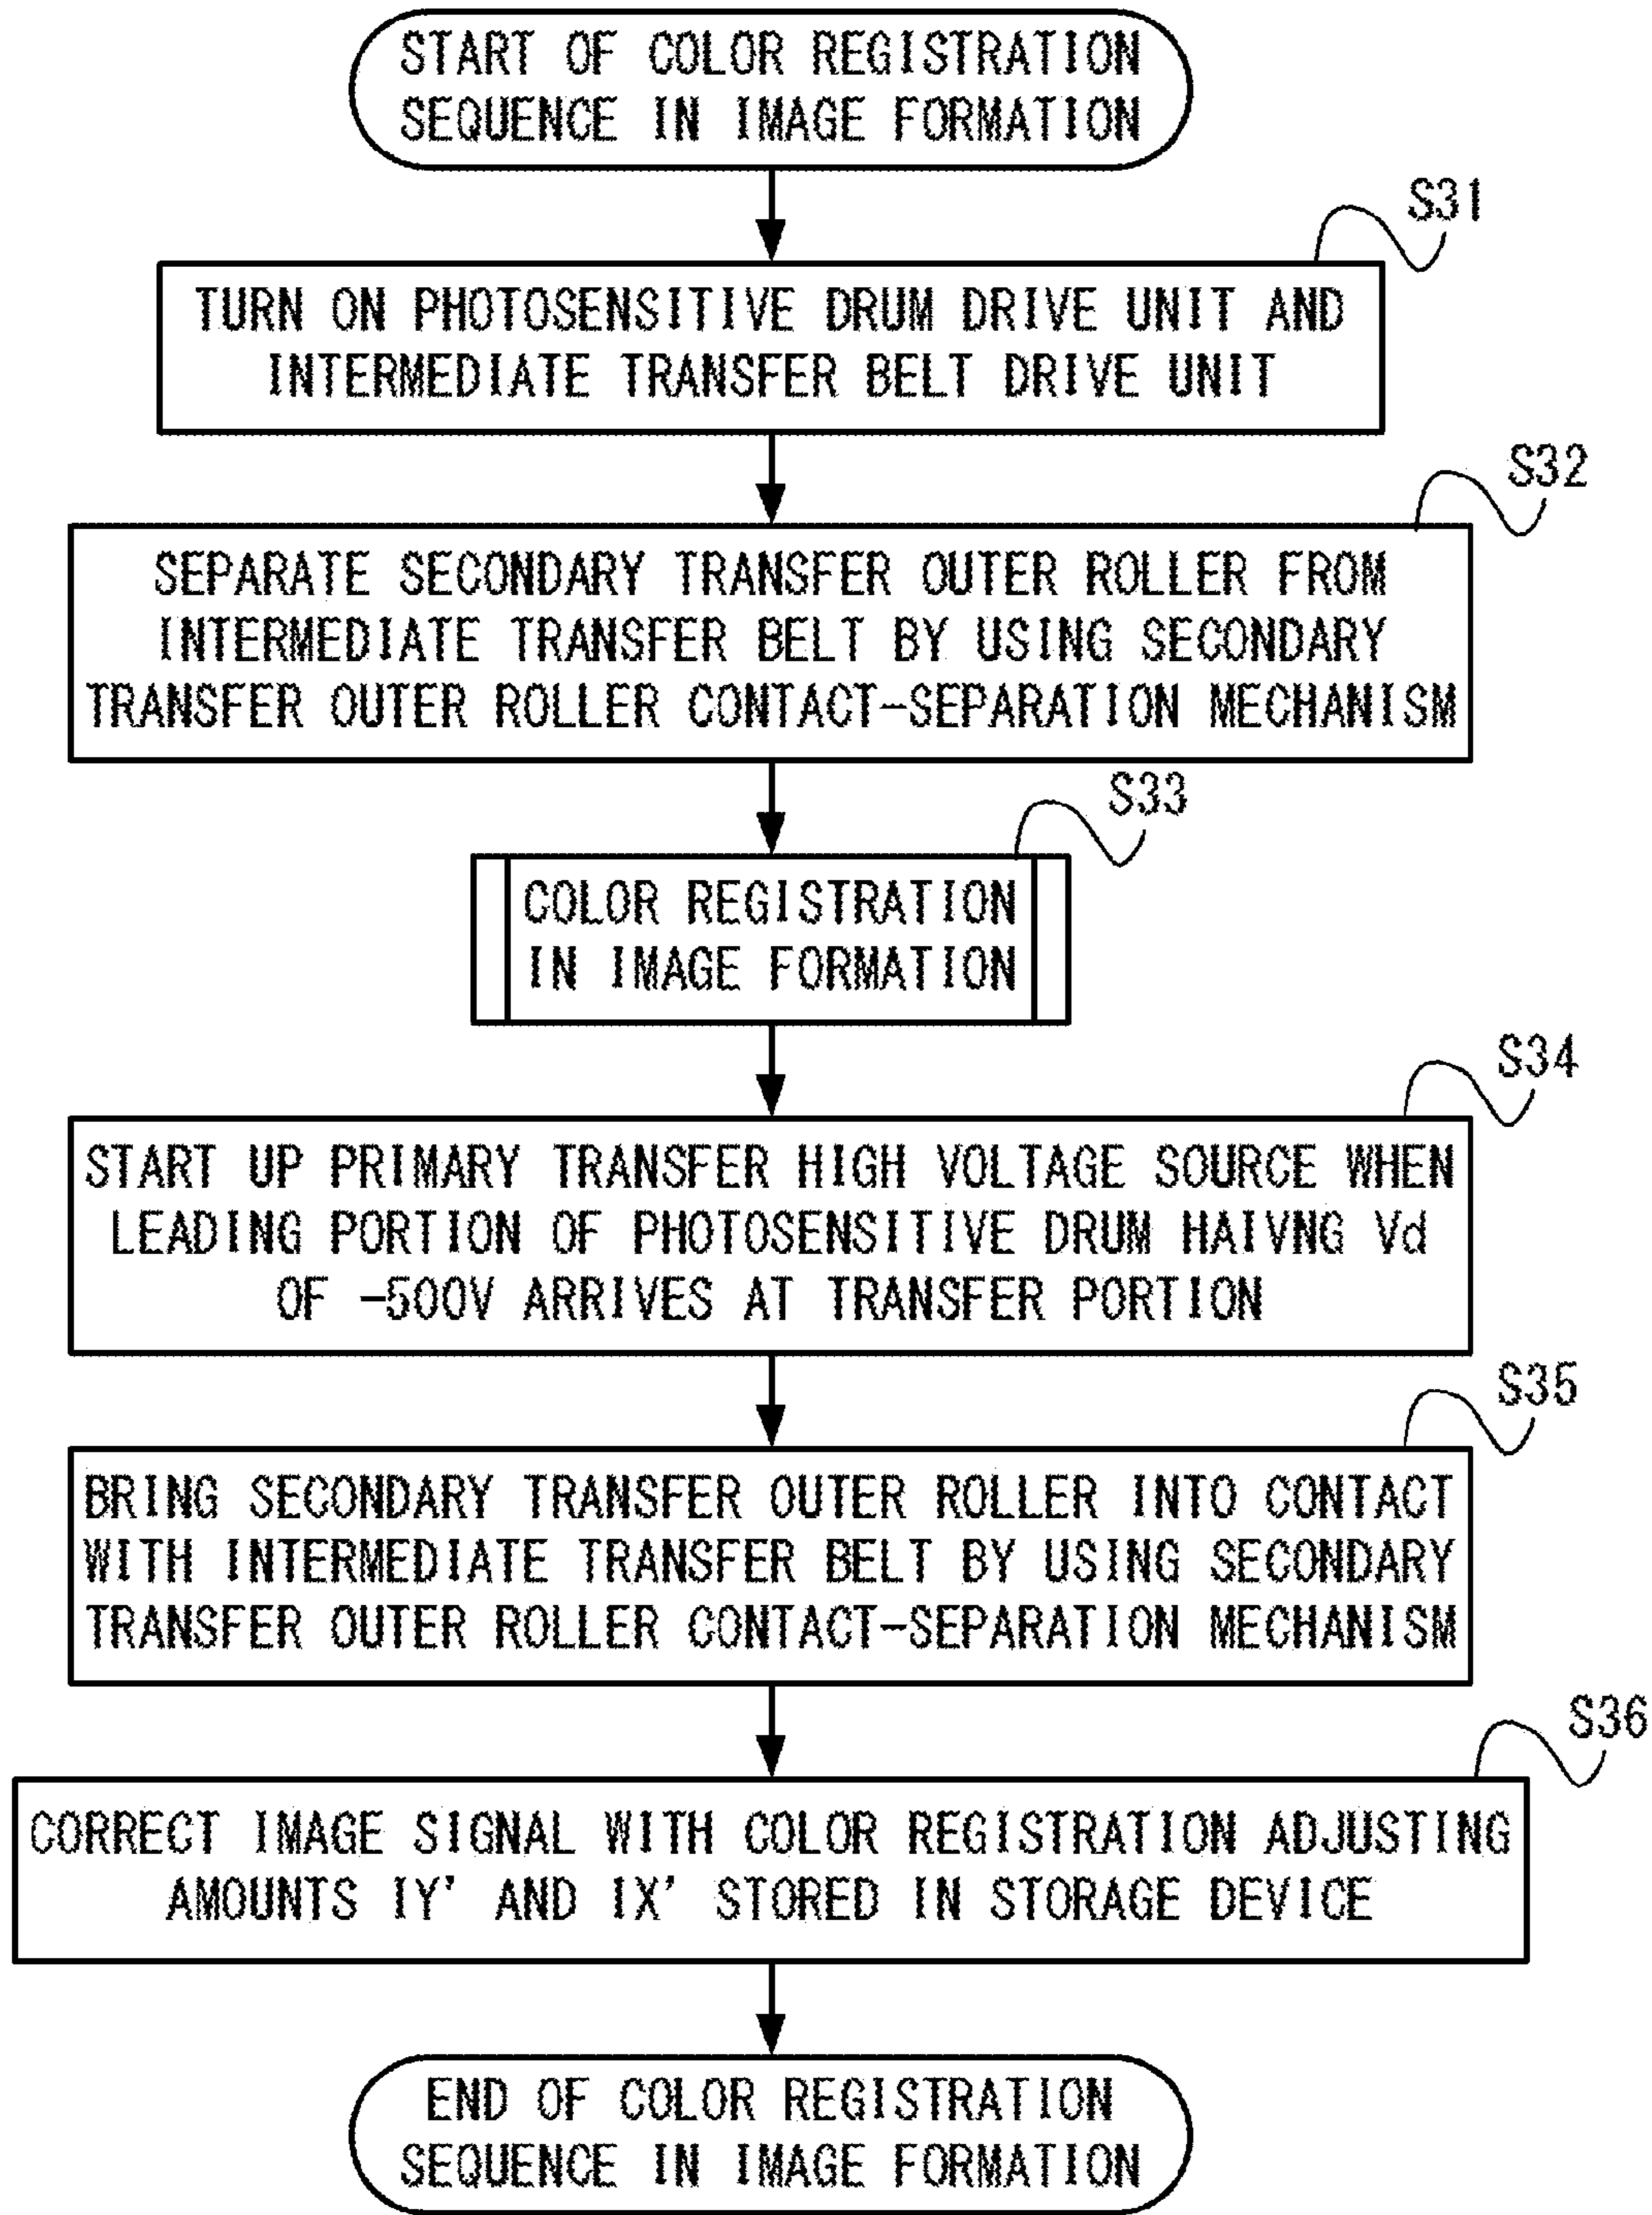 START OF COLOR REGISTRATION
SEQUENCE IN IMAGE FORMATION
S31
TURN ON PHOTOSENSITIVE DRUM DRIVE UNIT AND
INTERMEDIATE TRANSFER BELT DRIVE UNIT
S32
SEPARATE SECONDARY TRANSFER OUTER ROLLER FROM
INTERMEDIATE TRANSFER BELT BY USING SECONDARY
TRANSFER OUTER ROLLER CONTACT-SEPARATION MECHANISM
S33
COLOR REGISTRATION
IN IMAGE FORMATION
S34
START UP PRIMARY TRANSFER HIGH VOLTAGE SOURCE WHEN
LEADING PORTION OF PHOTOSENSITIVE DRUM HAIVNG Vd
OF -500V ARRIVES AT TRANSFER PORTION
S35
BRING SECONDARY TRANSFER OUTER ROLLER INTO CONTACT
WITH INTERMEDIATE TRANSFER BELT BY USING SECONDARY
TRANSFER OUTER ROLLER CONTACT-SEPARATION MECHANISM
S36
CORRECT IMAGE SIGNAL WITH COLOR REGISTRATION ADJUSTING
AMOUNTS IY' AND IX' STORED IN STORAGE DEVICE
END OF COLOR REGISTRATION
SEQUENCE IN IMAGE FORMATION